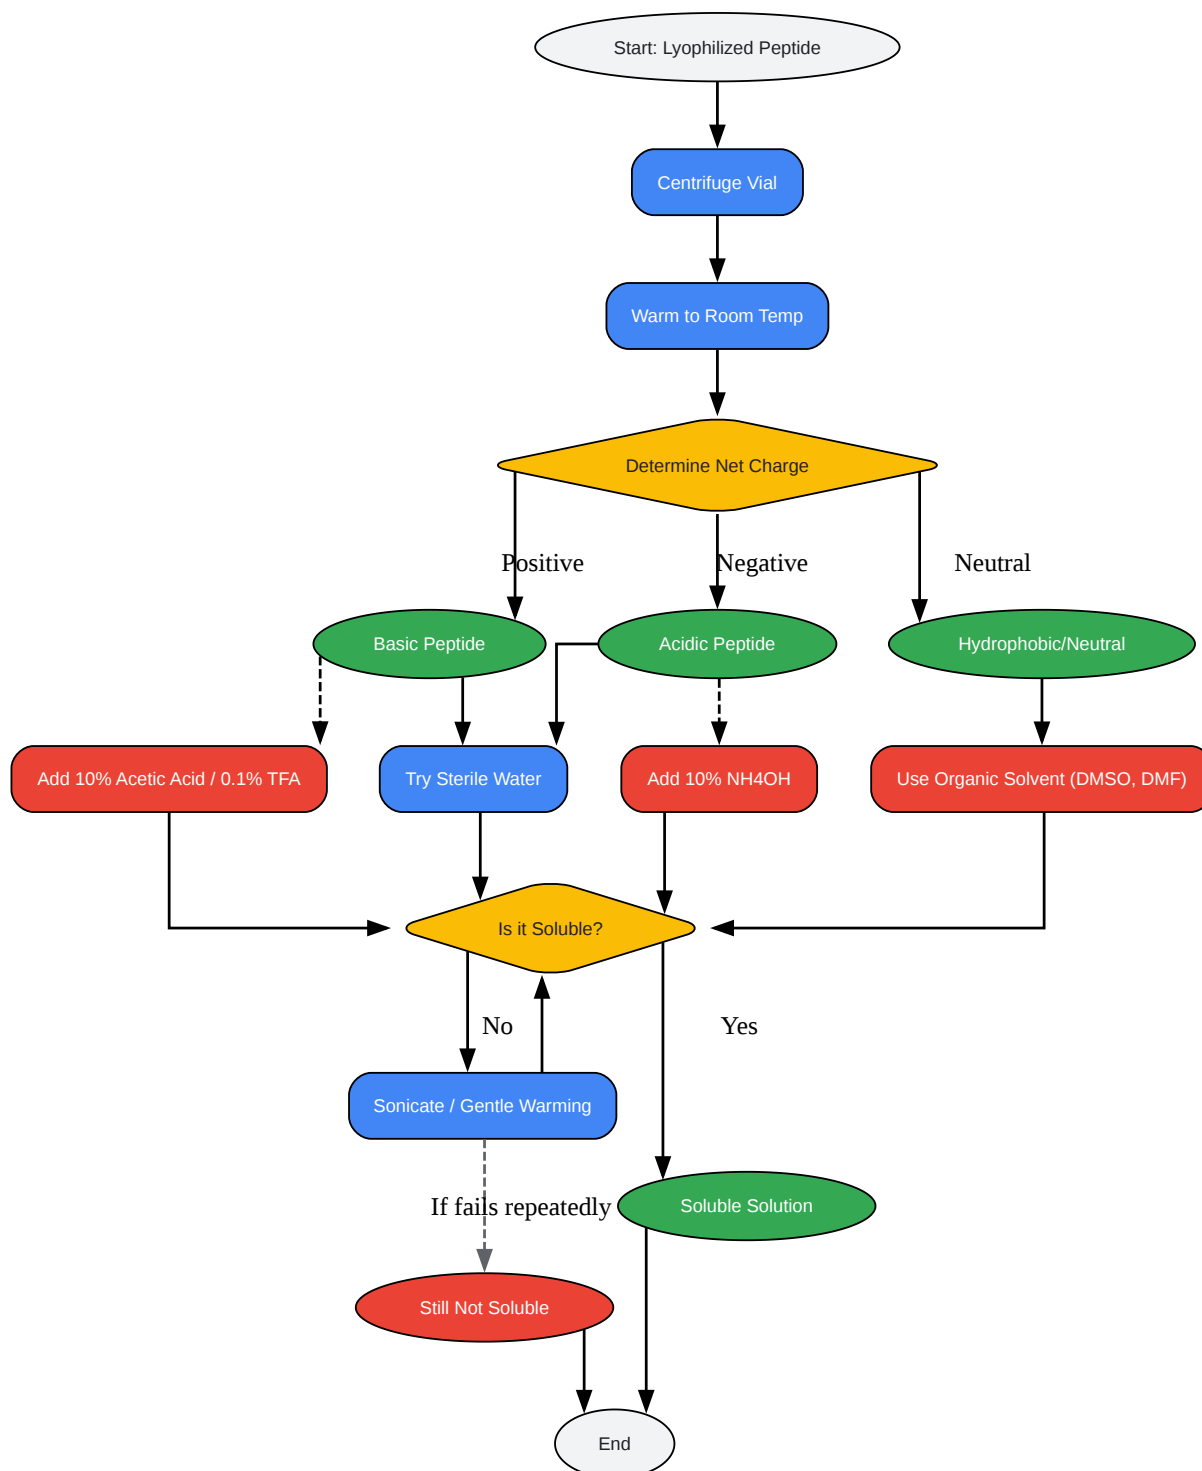 Start: Lyophilized Peptide
Centrifuge Vial
Warm to Room Temp
Determine Net Charge
Positive
Negative
Neutral
Basic Peptide
Acidic Peptide
Hydrophobic/Neutral
Add 10% Acetic Acid / 0.1% TFA
Try Sterile Water
Add 10% NH4OH
Use Organic Solvent (DMSO, DMF)
Is it Soluble?
No
Yes
Sonicate / Gentle Warming
If fails repeatedly
Soluble Solution
Still Not Soluble
End